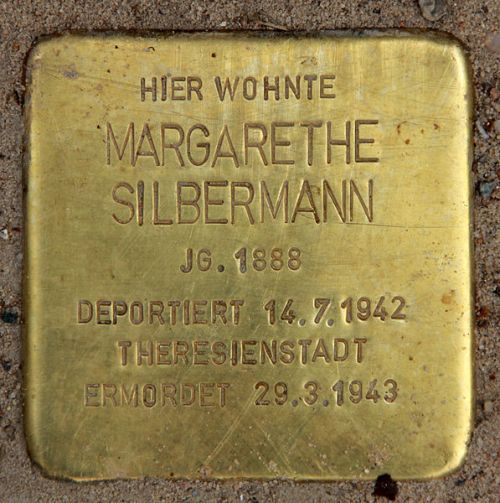 HIER WOHNTE
MARGARETHE
SILBERMANN
JG. 1888
DEPORTIERT 14.7.1942
THERESIENSTADT
ERMORDET 29.3.1943